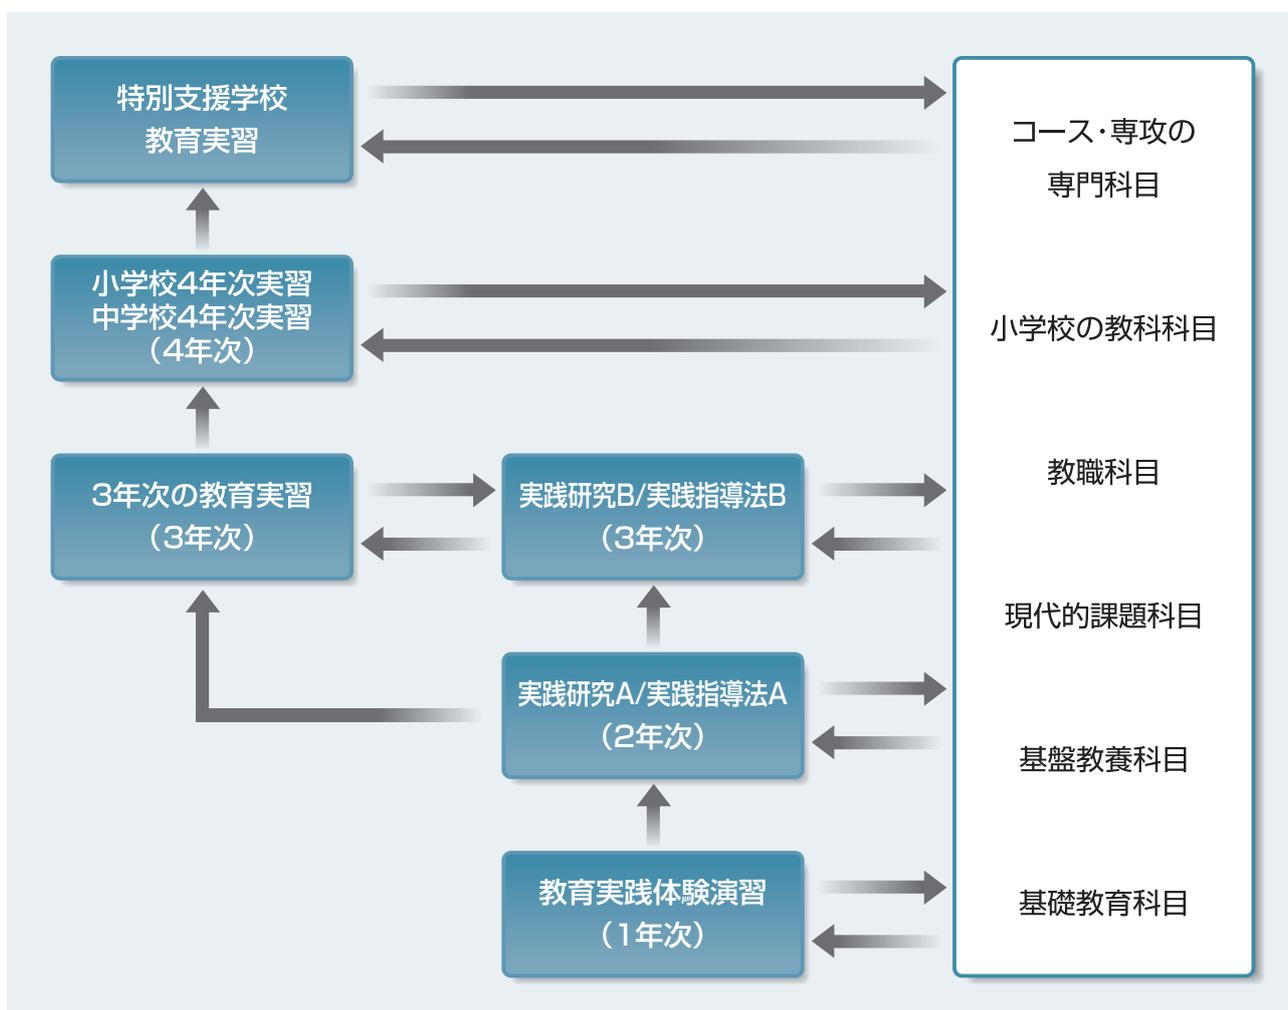 特別支援学校
教育実習
小学校4年次実習
中学校4年次実習
（4年次）
3年次の教育実習
（3年次）
実践研究B/実践指導法B
（3年次）
実践研究A/実践指導法A
（2年次）
教育実践体験演習
（1年次）
コース・専攻の
専門科目
小学校の教科科目
教職科目
現代的課題科目
基盤教養科目
基礎教育科目